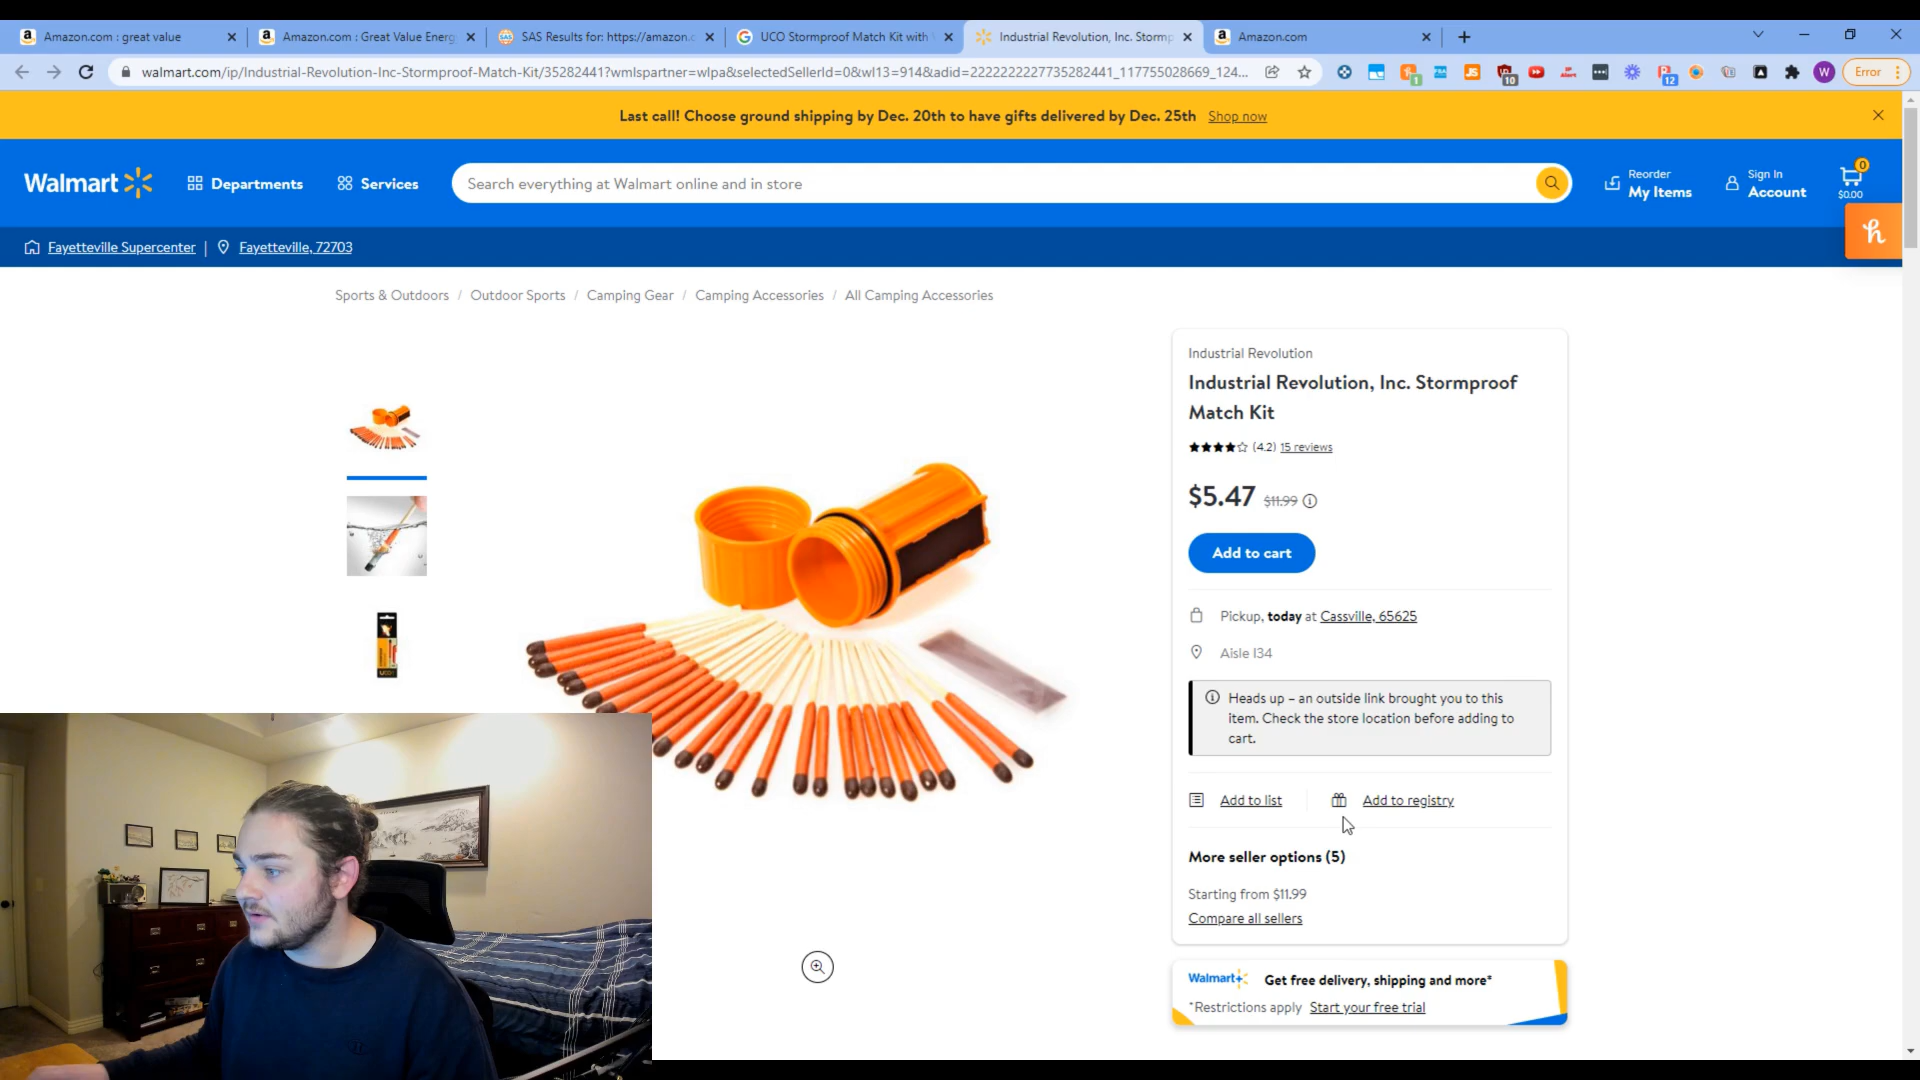 Amazon.com : great value
Amazon.com : Great Value Energ
SAS Results for: https://amazon.c
UCO Stormproof Match Kit with
Industrial Revolution, Inc. Stormp
Amazon.com
walmart.com/ip/Industrial-Revolution-Inc-Stormproof-Match-Kit/35282441?wmlspartner=wlpa&selectedSellerId=0&wl13=914&adid=2222222227735282441_117755028669_124...
W
Error
Last call! Choose ground shipping by Dec. 20th to have gifts delivered by Dec. 25th Shop now
Walmart
Departments
Services
Search everything at Walmart online and in store
Reorder
My Items
Sign In
Account
0
$0.00
Fayetteville Supercenter | Fayetteville, 72703
Sports & Outdoors / Outdoor Sports / Camping Gear / Camping Accessories / All Camping Accessories
Industrial Revolution
Industrial Revolution, Inc. Stormproof
Match Kit
(4.2) 15 reviews
$5.47 $11.99
Add to cart
Pickup, today at Cassville, 65625
Aisle I34
Heads up – an outside link brought you to this
item. Check the store location before adding to
cart.
Add to list
Add to registry
More seller options (5)
Starting from $11.99
Compare all sellers
Walmart+ Get free delivery, shipping and more*
*Restrictions apply Start your free trial